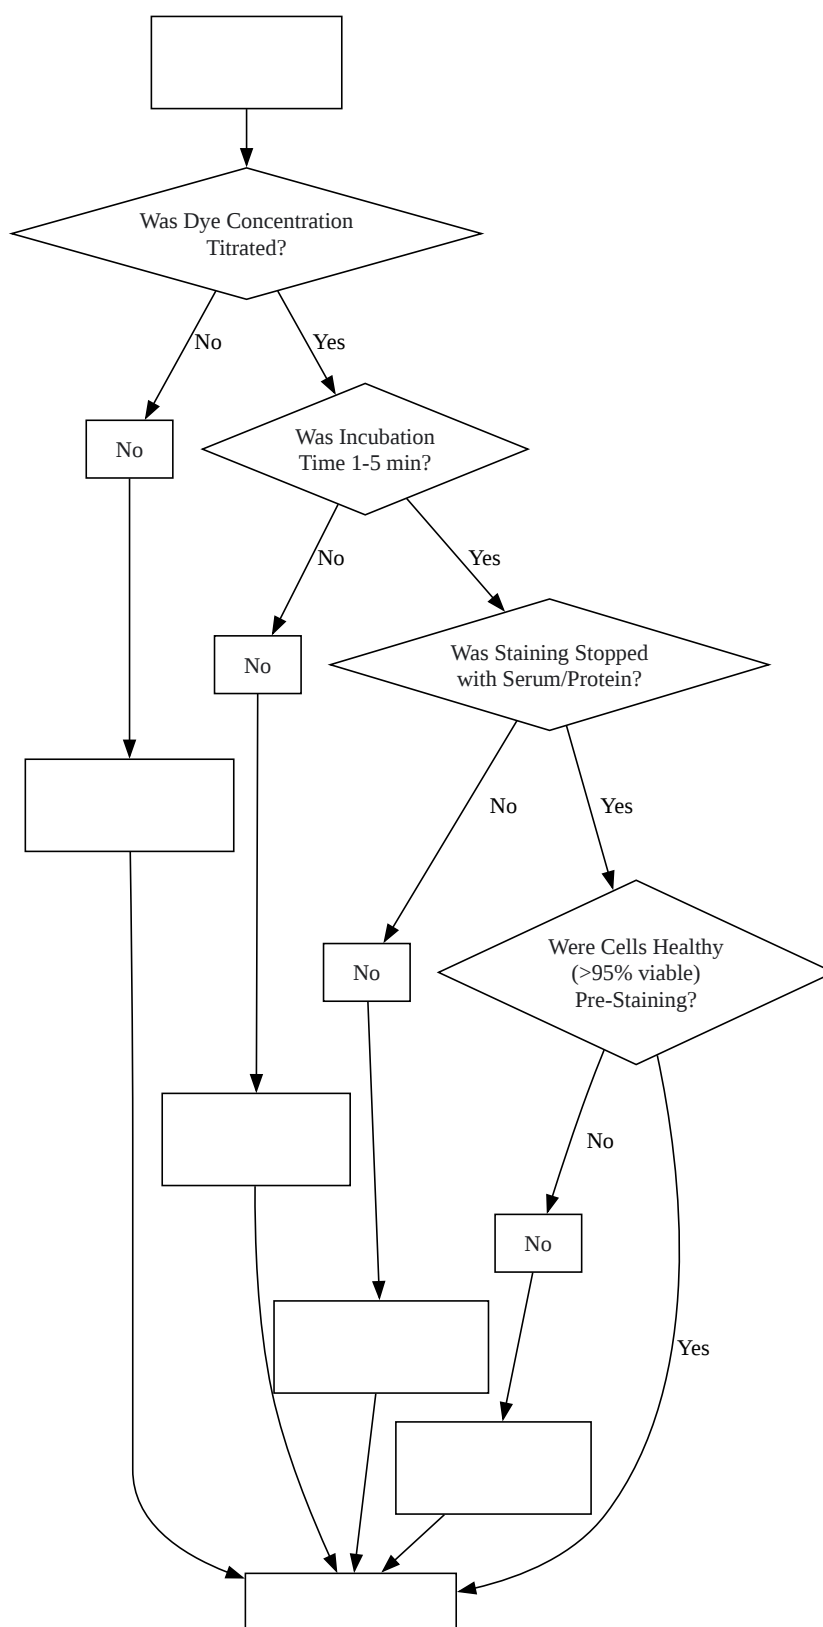 Was Dye Concentration
Titrated?
No
Yes
No
Was Incubation
Time 1-5 min?
No
Yes
No
Was Staining Stopped
with Serum/Protein?
No
Yes
No
Were Cells Healthy
(>95% viable)
Pre-Staining?
No
No
Yes